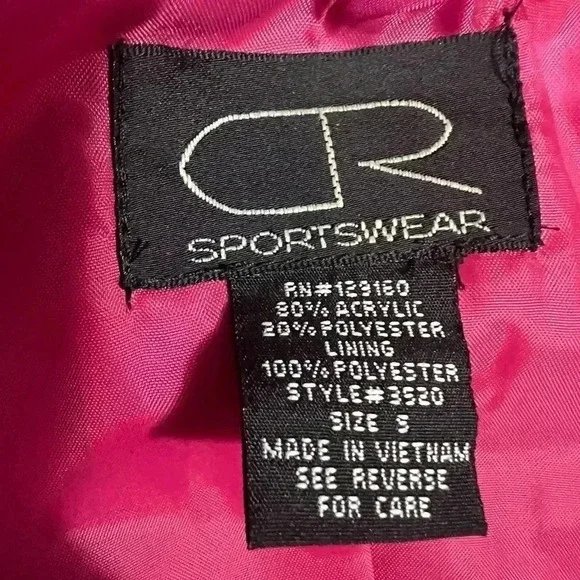 CR
SPORTSWEAR
RN#129160
80% ACRYLIC
20% POLYESTER
LINING
100% POLYESTER
STYLE#3520
SIZE S
MADE IN VIETNAM
SEE REVERSE
FOR CARE